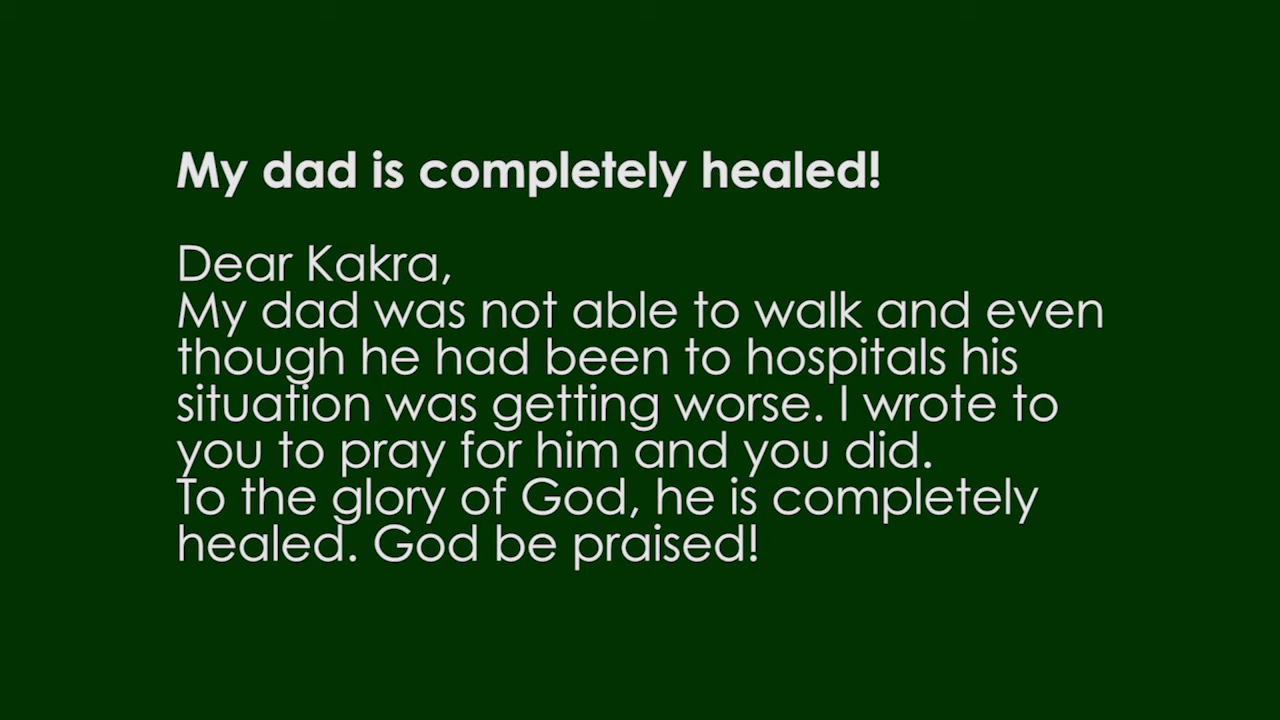 My dad is completely healed!
Dear Kakra,
My dad was not able to walk and even
though he had been to hospitals his
situation was getting worse. I wrote to
you to pray for him and you did.
To the glory of God, he is completely
healed. God be praised!